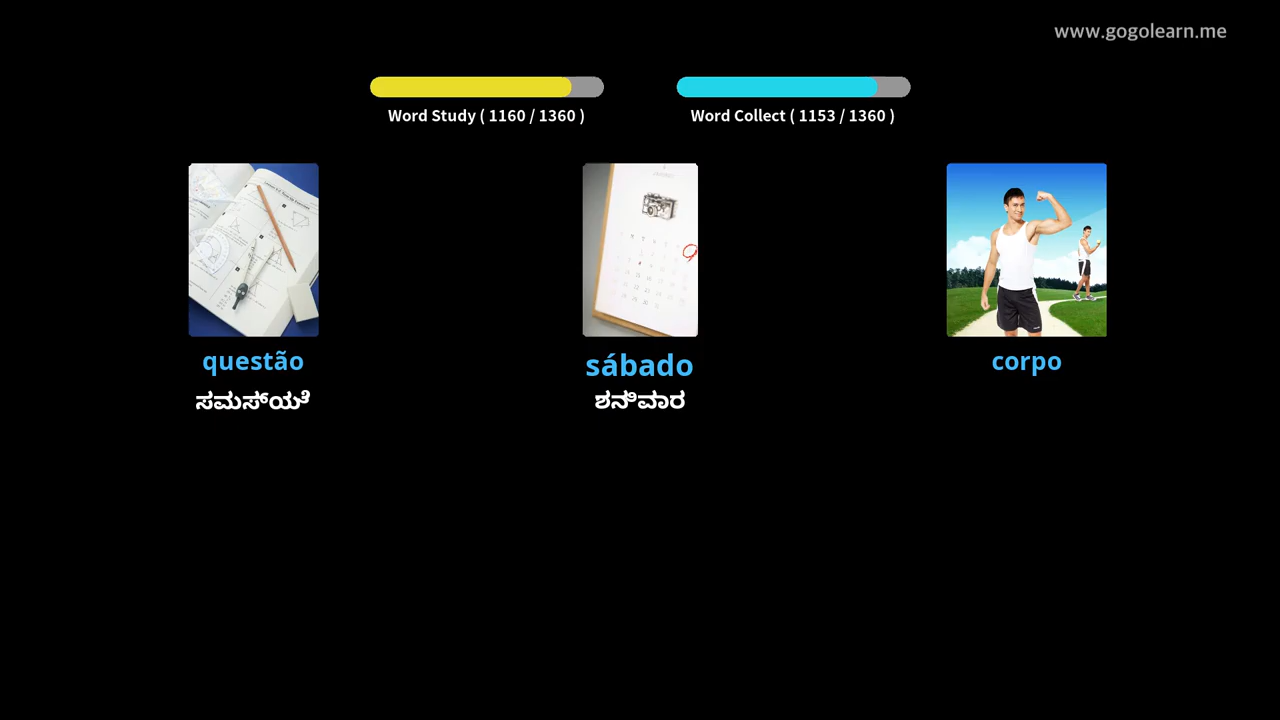 www.gogolearn.me
Word Study ( 1160 / 1360 )
Word Collect ( 1153 / 1360 )
questão
sábado
corpo
ಸಮಸ್ಯೆ
ಶನಿವಾರ